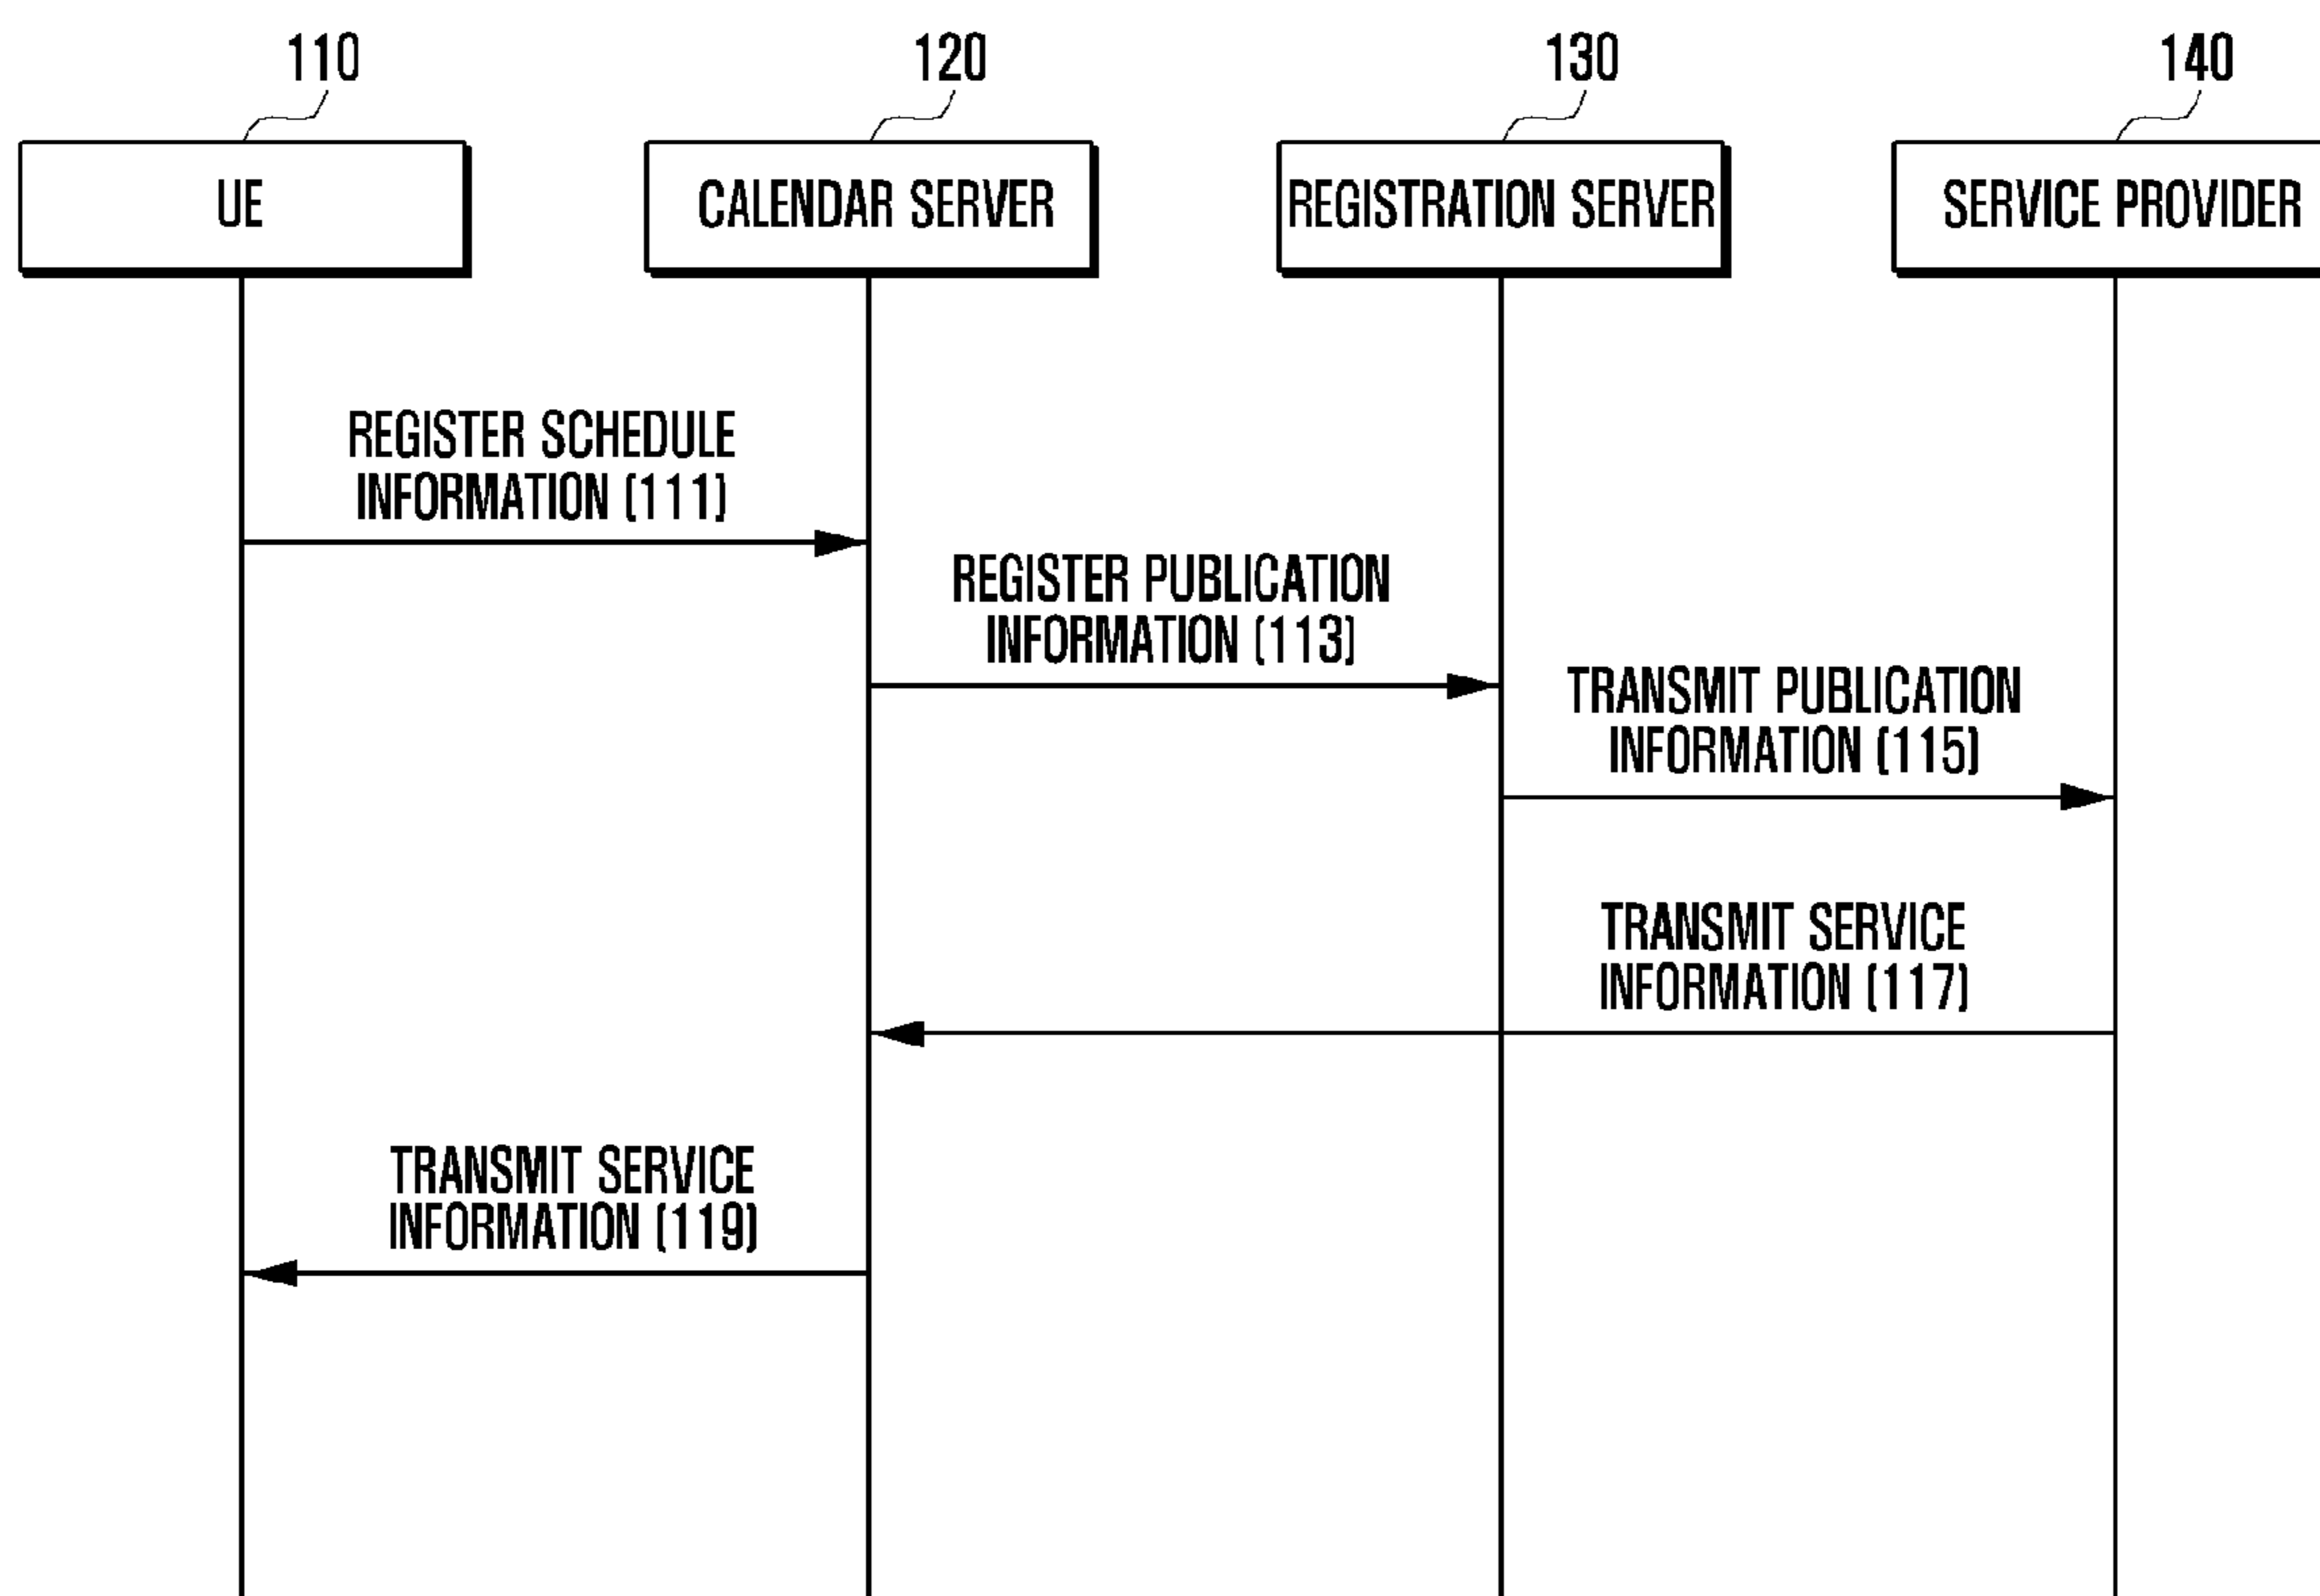 110
120
130
140
UE
CALENDAR SERVER
REGISTRATION SERVER
SERVICE PROVIDER
REGISTER SCHEDULE
INFORMATION (111)
REGISTER PUBLICATION
INFORMATION (113)
TRANSMIT PUBLICATION
INFORMATION (115)
TRANSMIT SERVICE
INFORMATION (117)
TRANSMIT SERVICE
INFORMATION (119)